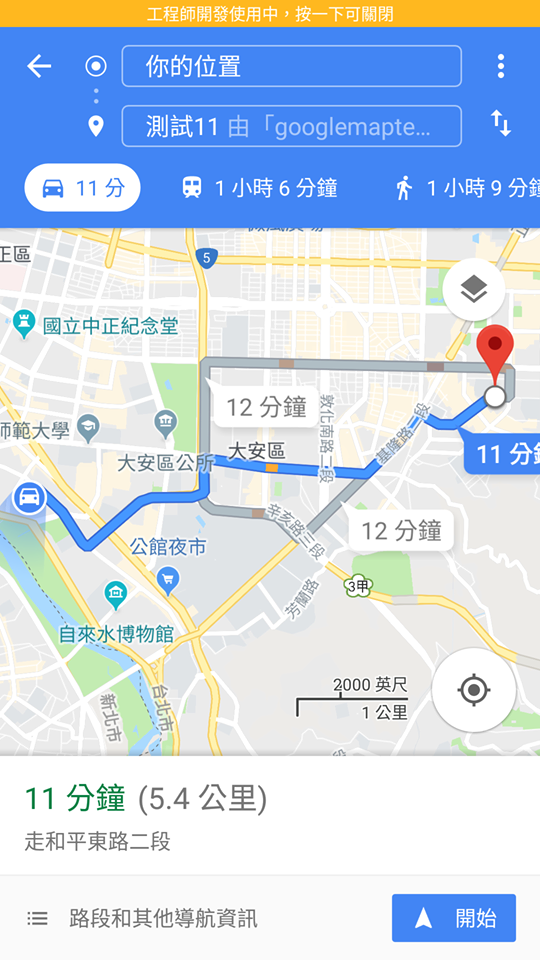 工程師開發使用中，按一下可關閉
你的位置
測試11 由「googlemapte…
11 分
1 小時 6 分鐘
1 小時 9 分鐘
正區
5
國立中正紀念堂
12 分鐘
敦化南路二段
基隆路二段
師範大學
大安區
大安區公所
11 分鐘
辛亥路三段
12 分鐘
公館夜市
3甲
芳蘭路
自來水博物館
2000 英尺
1 公里
新北市
台北市
11 分鐘 (5.4 公里)
走和平東路二段
路段和其他導航資訊
開始